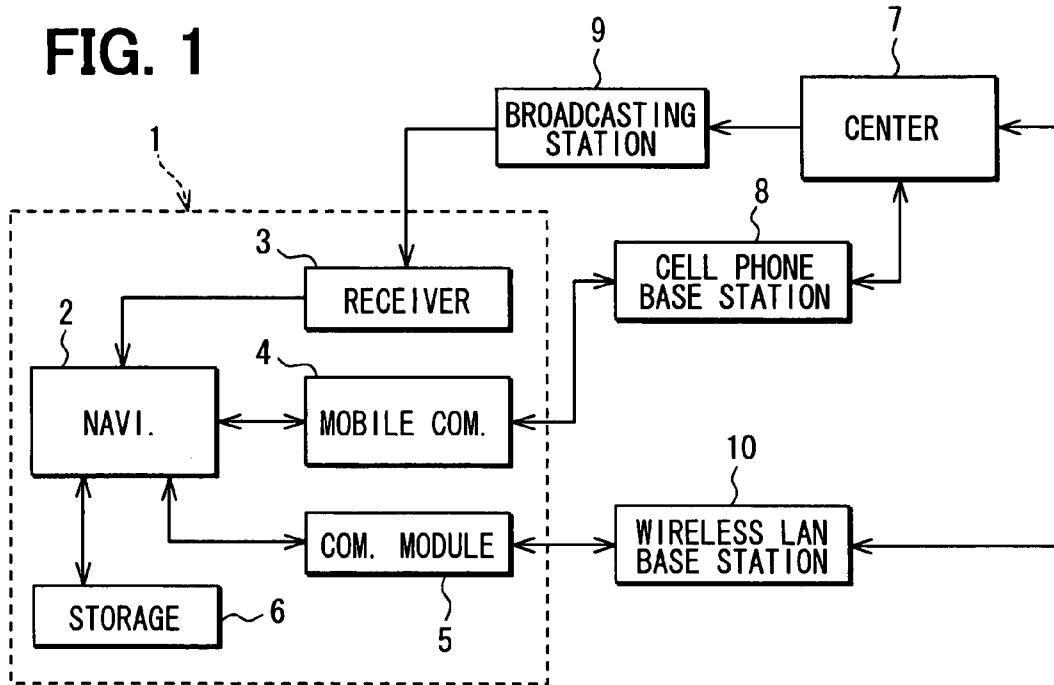 FIG. 1
9
7
BROADCASTING
STATION
CENTER
1
8
3
CELL PHONE
BASE STATION
RECEIVER
2
4
NAVI.
MOBILE COM.
10
COM. MODULE
WIRELESS LAN
BASE STATION
STORAGE
6
5